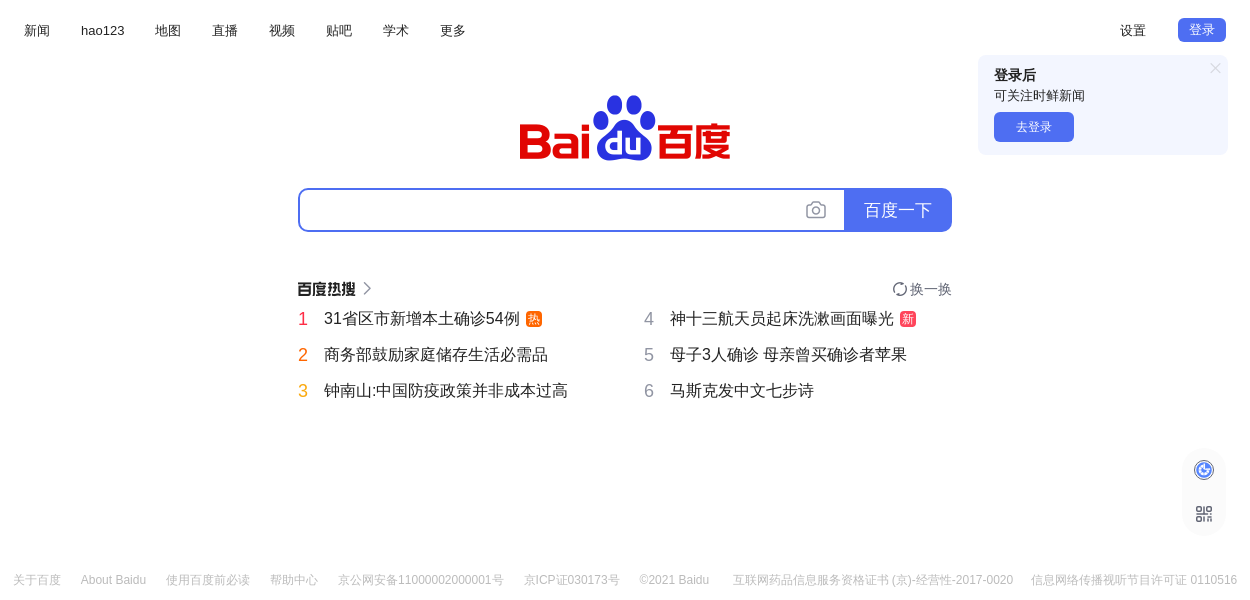 新闻 hao123 地图 直播 视频 贴吧 学术 更多 设置 登录
登录后
可关注时鲜新闻
去登录
Bai du 百度
百度一下
百度热搜 换一换
1 31省区市新增本土确诊54例 热
2 商务部鼓励家庭储存生活必需品
3 钟南山:中国防疫政策并非成本过高
4 神十三航天员起床洗漱画面曝光 新
5 母子3人确诊 母亲曾买确诊者苹果
6 马斯克发中文七步诗
关于百度 About Baidu 使用百度前必读 帮助中心 京公网安备11000002000001号 京ICP证030173号 ©2021 Baidu 互联网药品信息服务资格证书 (京)-经营性-2017-0020 信息网络传播视听节目许可证 0110516